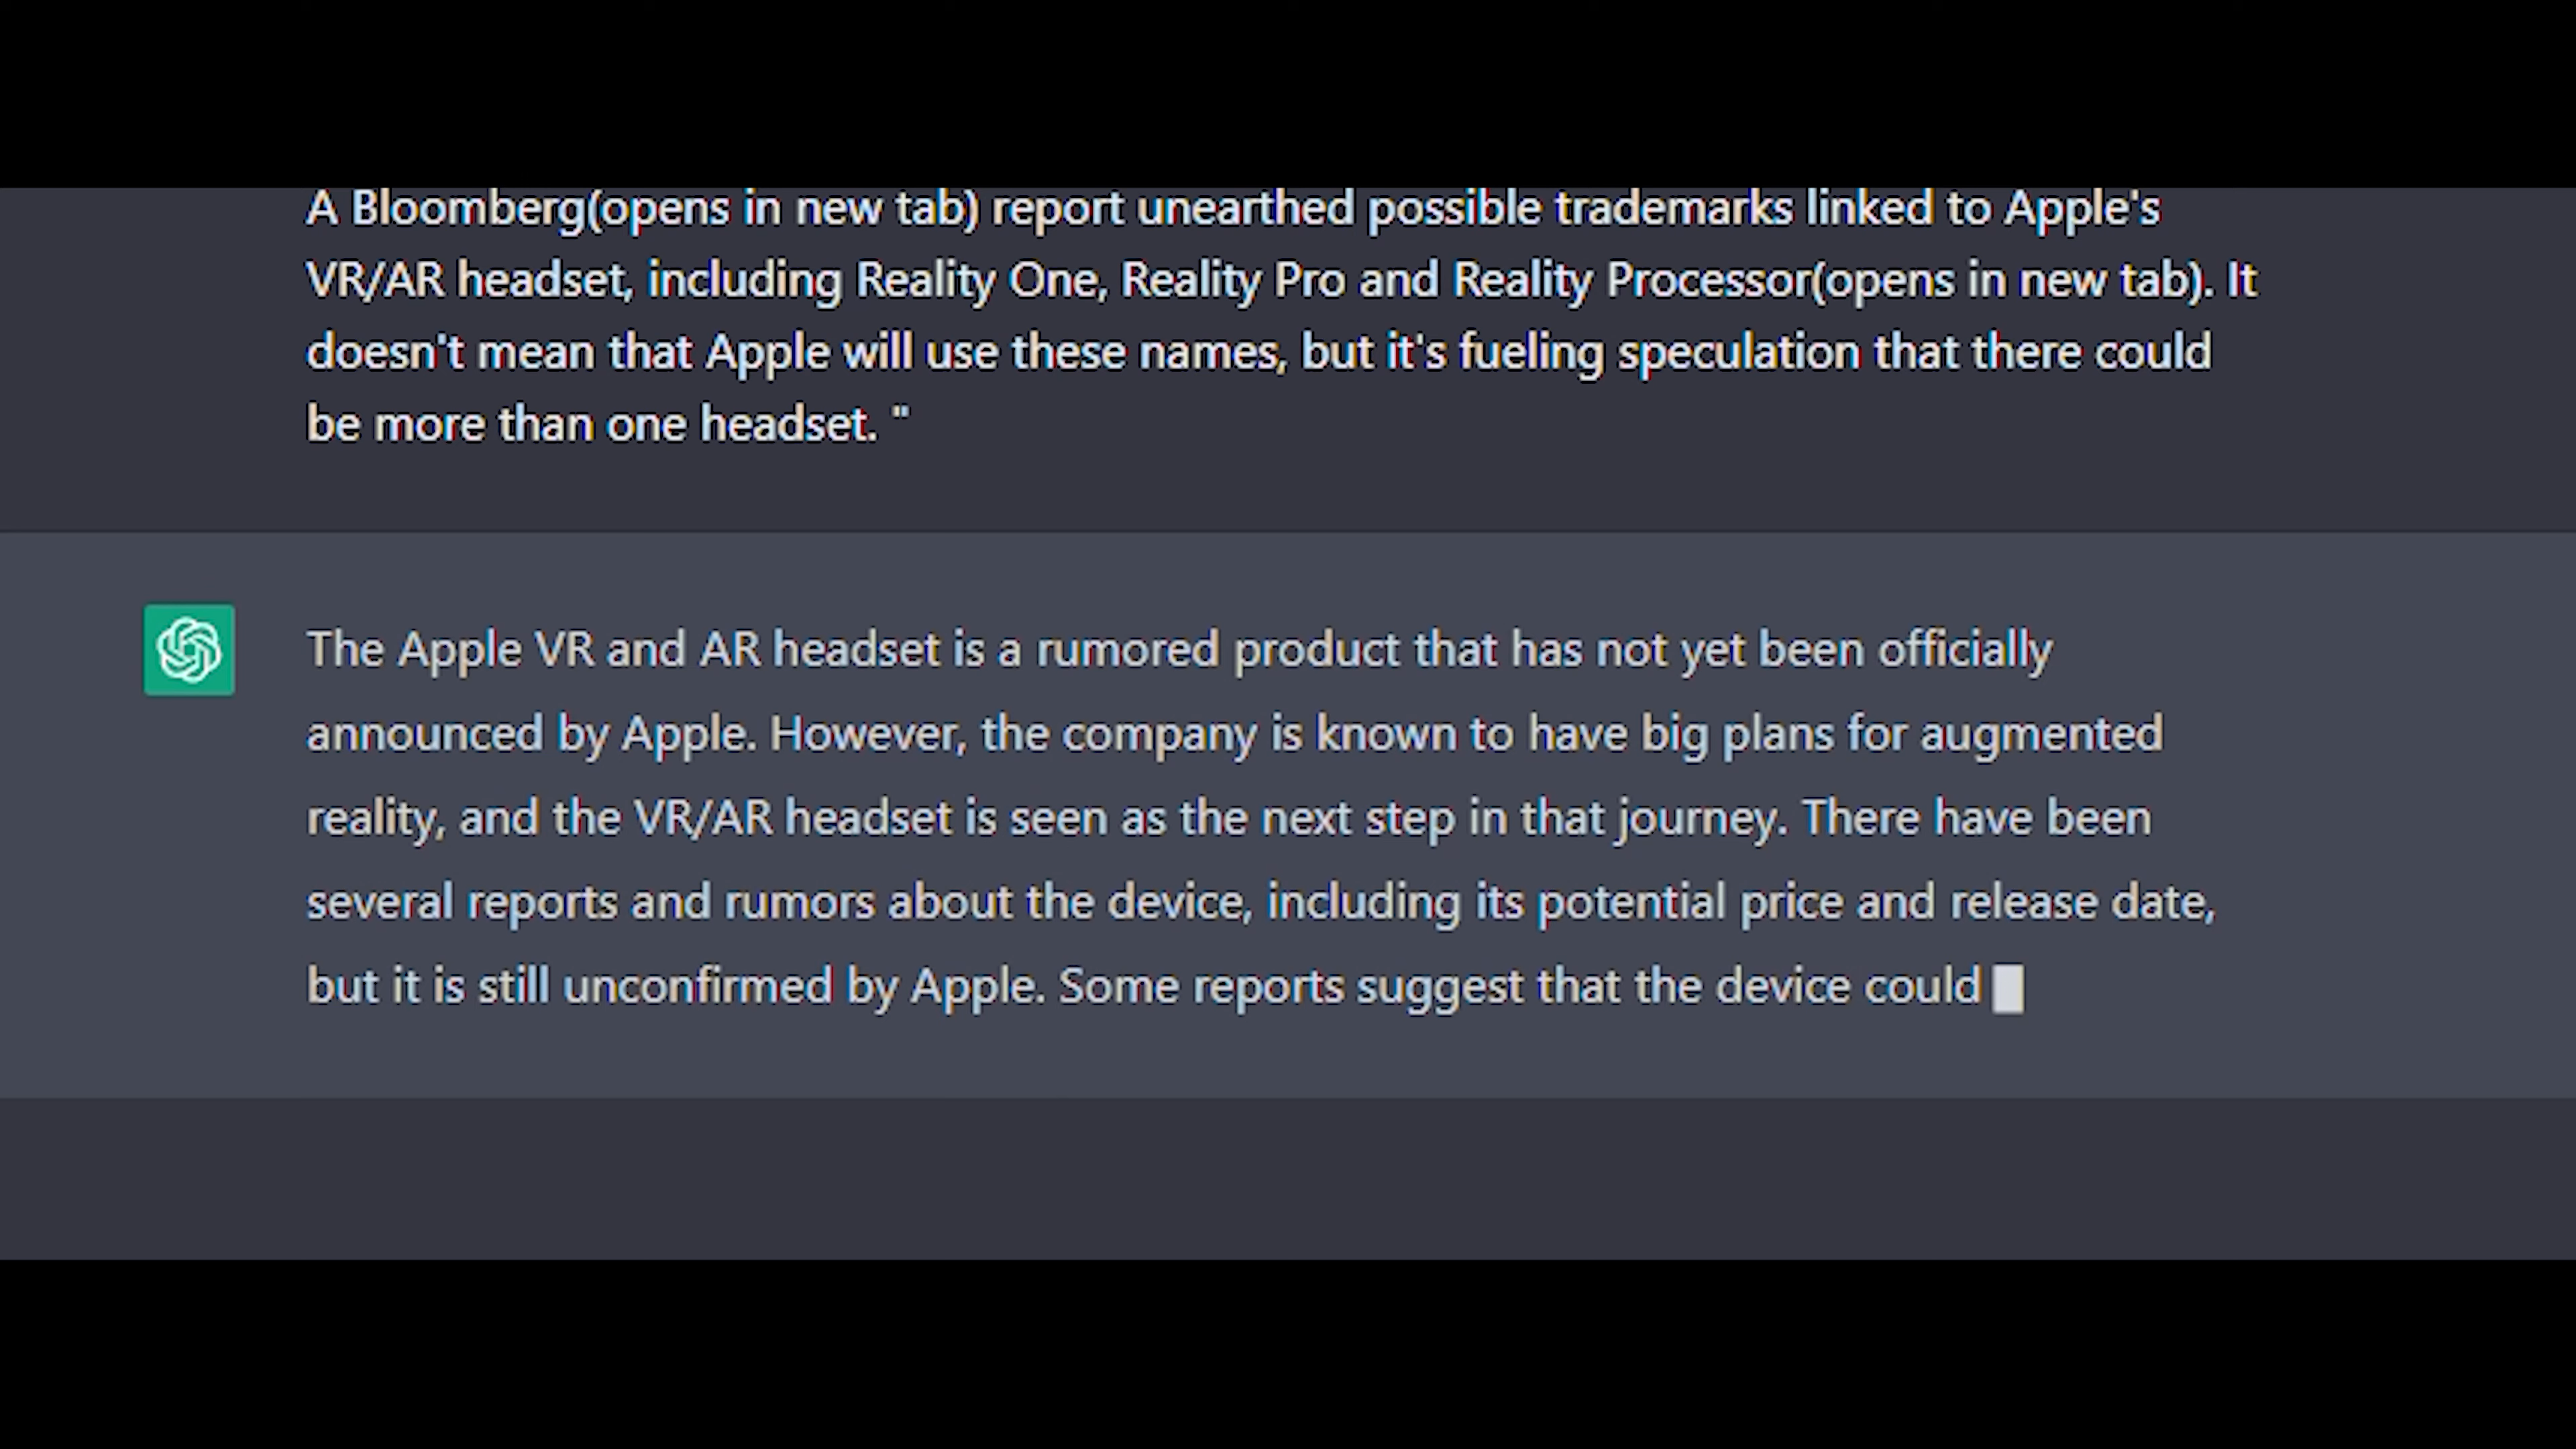 A Bloomberg(opens in new tab) report unearthed possible trademarks linked to Apple's
VR/AR headset, including Reality One, Reality Pro and Reality Processor(opens in new tab). It
doesn't mean that Apple will use these names, but it's fueling speculation that there could
be more than one headset. "
The Apple VR and AR headset is a rumored product that has not yet been officially
announced by Apple. However, the company is known to have big plans for augmented
reality, and the VR/AR headset is seen as the next step in that journey. There have been
several reports and rumors about the device, including its potential price and release date,
but it is still unconfirmed by Apple. Some reports suggest that the device could